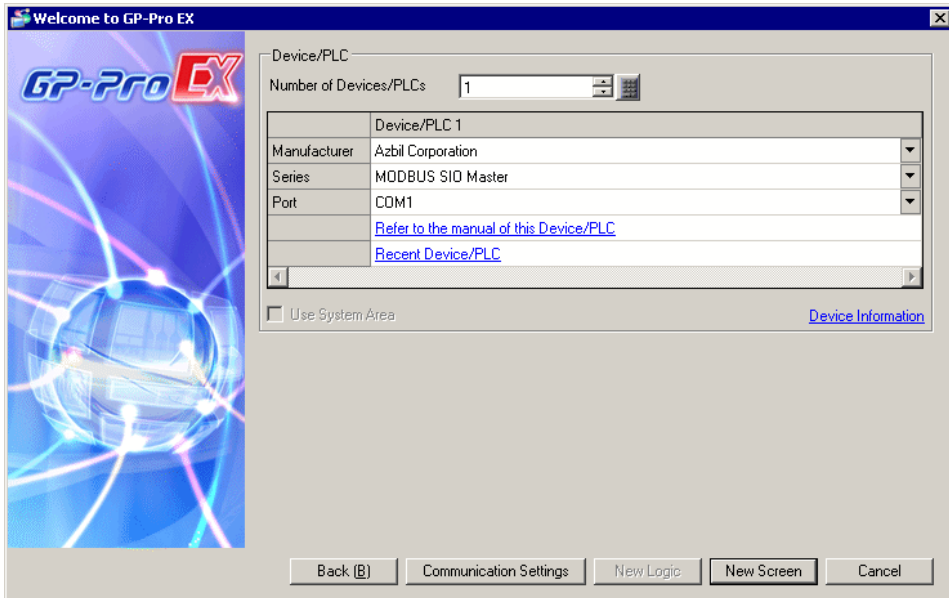 Welcome to GP-Pro EX
GP-Pro EX
Device/PLC
Number of Devices/PLCs 1
Device/PLC 1
Manufacturer Azbil Corporation
Series MODBUS SIO Master
Port COM1
Refer to the manual of this Device/PLC
Recent Device/PLC
Use System Area Device Information
Back (B) Communication Settings New Logic New Screen Cancel